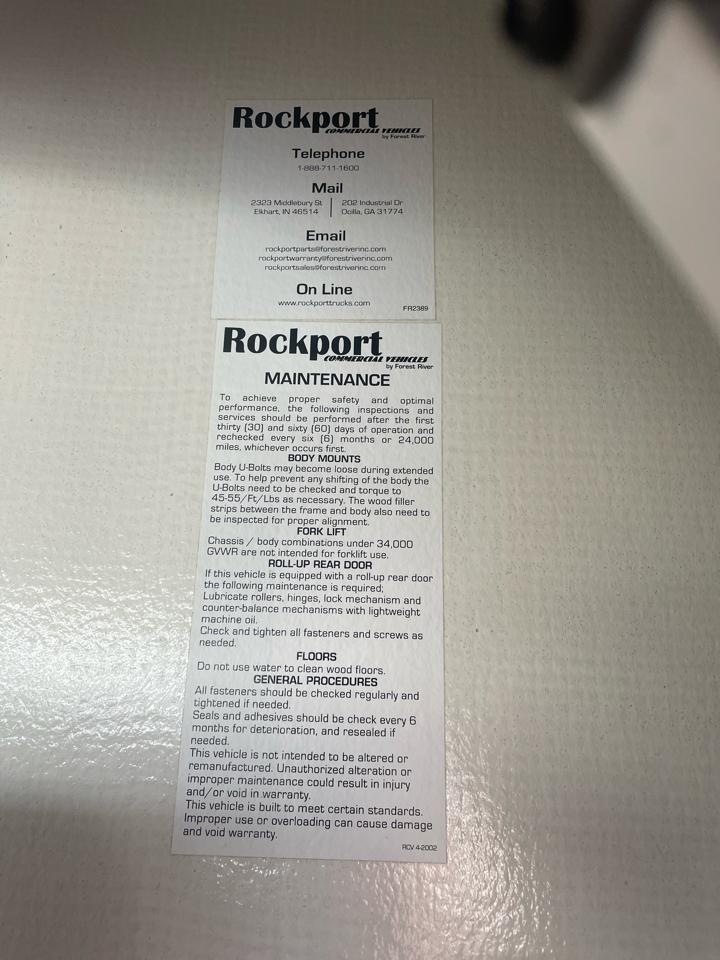 Rockport
COMMERCIAL VEHICLES
by Forest River
Telephone
1-888-711-1600
Mail
2323 Middlebury St
Elkhart, IN 46514
202 Industrial Dr
Ocilla, GA 31774
Email
rockportparts@forestriverinc.com
rockportwarranty@forestriverinc.com
rockportsales@forestriverinc.com
On Line
www.rockporttrucks.com
FR2389
Rockport
COMMERCIAL VEHICLES
by Forest River
MAINTENANCE
To achieve proper safety and optimal
performance, the following inspections and
services should be performed after the first
thirty (30) and sixty (60) days of operation and
rechecked every six (6) months or 24,000
miles, whichever occurs first.
BODY MOUNTS
Body U-Bolts may become loose during extended
use. To help prevent any shifting of the body the
U-Bolts need to be checked and torque to
45-55/Ft/Lbs as necessary. The wood filler
strips between the frame and body also need to
be inspected for proper alignment.
FORK LIFT
Chassis / body combinations under 34,000
GVWR are not intended for forklift use.
ROLL-UP REAR DOOR
If this vehicle is equipped with a roll-up rear door
the following maintenance is required;
Lubricate rollers, hinges, lock mechanism and
counter-balance mechanisms with lightweight
machine oil.
Check and tighten all fasteners and screws as
needed.
FLOORS
Do not use water to clean wood floors.
GENERAL PROCEDURES
All fasteners should be checked regularly and
tightened if needed.
Seals and adhesives should be check every 6
months for deterioration, and resealed if
needed.
This vehicle is not intended to be altered or
remanufactured. Unauthorized alteration or
improper maintenance could result in injury
and/or void in warranty.
This vehicle is built to meet certain standards.
Improper use or overloading can cause damage
and void warranty.
RCV 4-2002